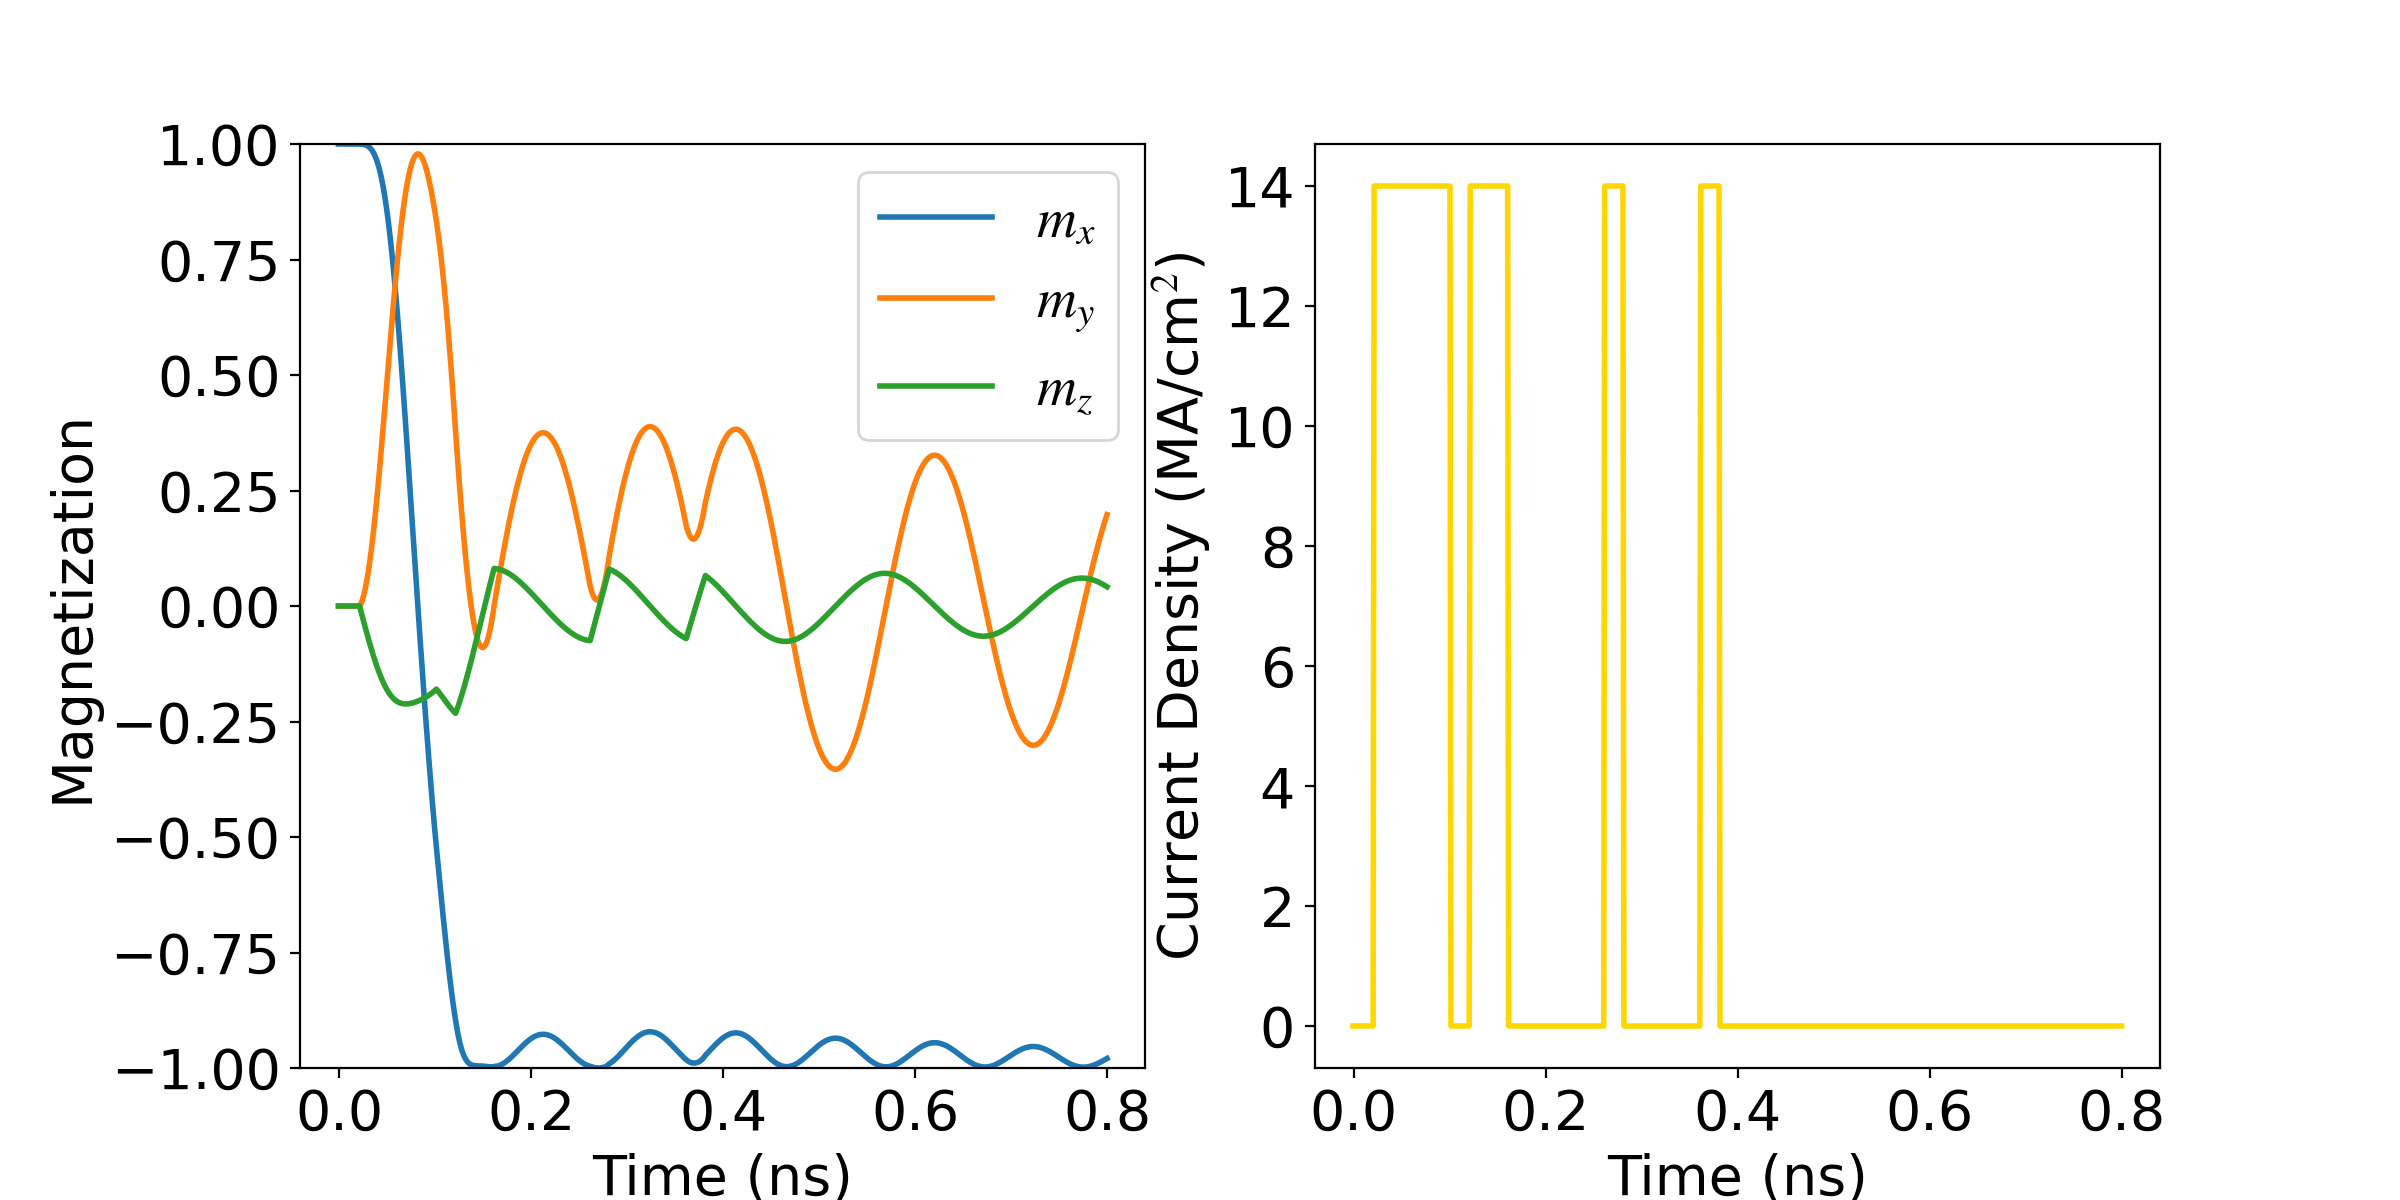 Magnetization
1.00
0.75
0.50
0.25
0.00
−0.25
−0.50
−0.75
−1.00
0.0 0.2 0.4 0.6 0.8
Time (ns)
m_x
m_y
m_z
Current Density (MA/cm²)
14
12
10
8
6
4
2
0
0.0 0.2 0.4 0.6 0.8
Time (ns)